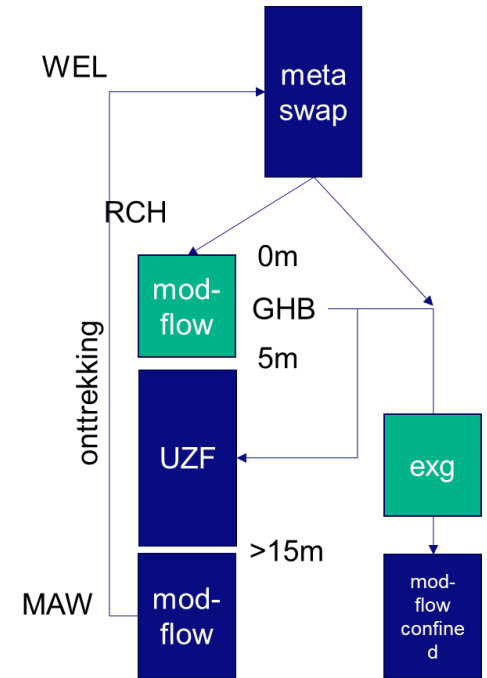 WEL
meta
swap
RCH
0m
mod-
flow
GHB
5m
onttrekking
UZF
exg
>15m
MAW
mod-
flow
mod-
flow
confine
d